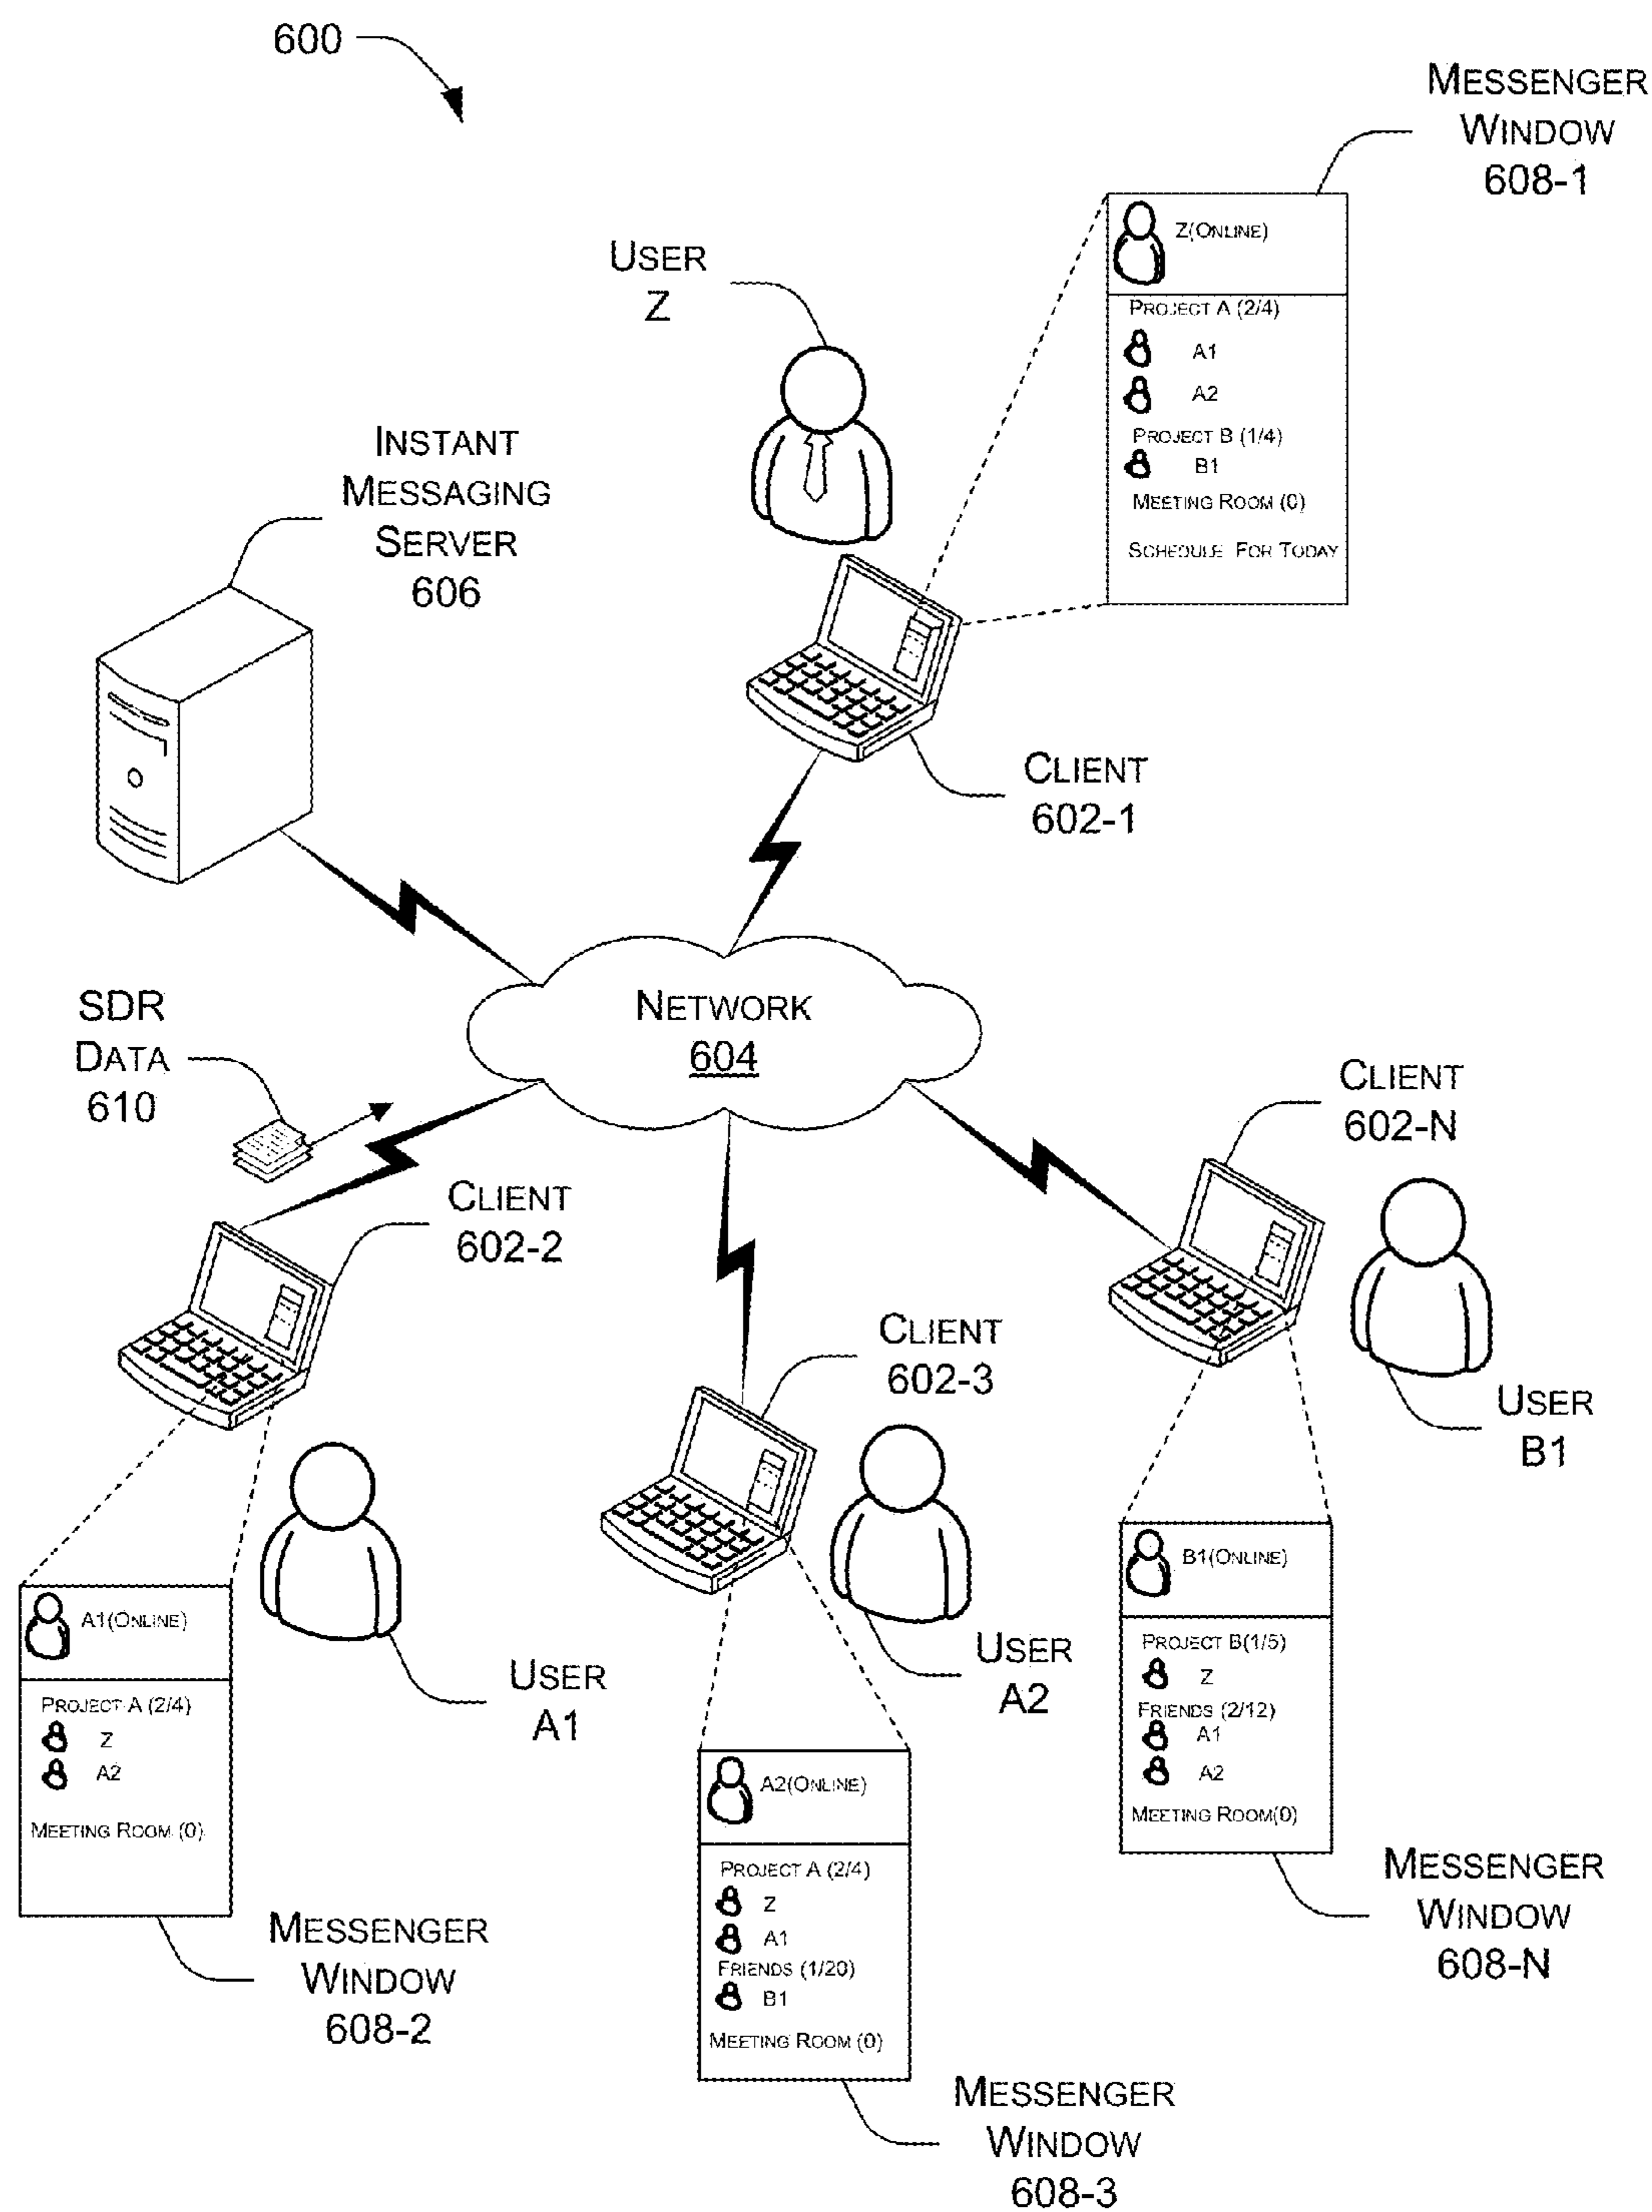 600
MESSENGER
WINDOW
608-1
Z(ONLINE)
PROJECT A (2/4)
A1
A2
PROJECT B (1/4)
B1
MEETING ROOM (0)
SCHEDULE FOR TODAY
USER
Z
INSTANT
MESSAGING
SERVER
606
CLIENT
602-1
NETWORK
604
SDR
DATA
610
CLIENT
602-2
CLIENT
602-3
CLIENT
602-N
USER
B1
A1(ONLINE)
PROJECT A (2/4)
Z
A2
MEETING ROOM (0)
USER
A1
MESSENGER
WINDOW
608-2
USER
A2
A2(ONLINE)
PROJECT A (2/4)
Z
A1
FRIENDS (1/20)
B1
MEETING ROOM (0)
MESSENGER
WINDOW
608-3
B1(ONLINE)
PROJECT B(1/5)
Z
FRIENDS (2/12)
A1
A2
MEETING ROOM(0)
MESSENGER
WINDOW
608-N